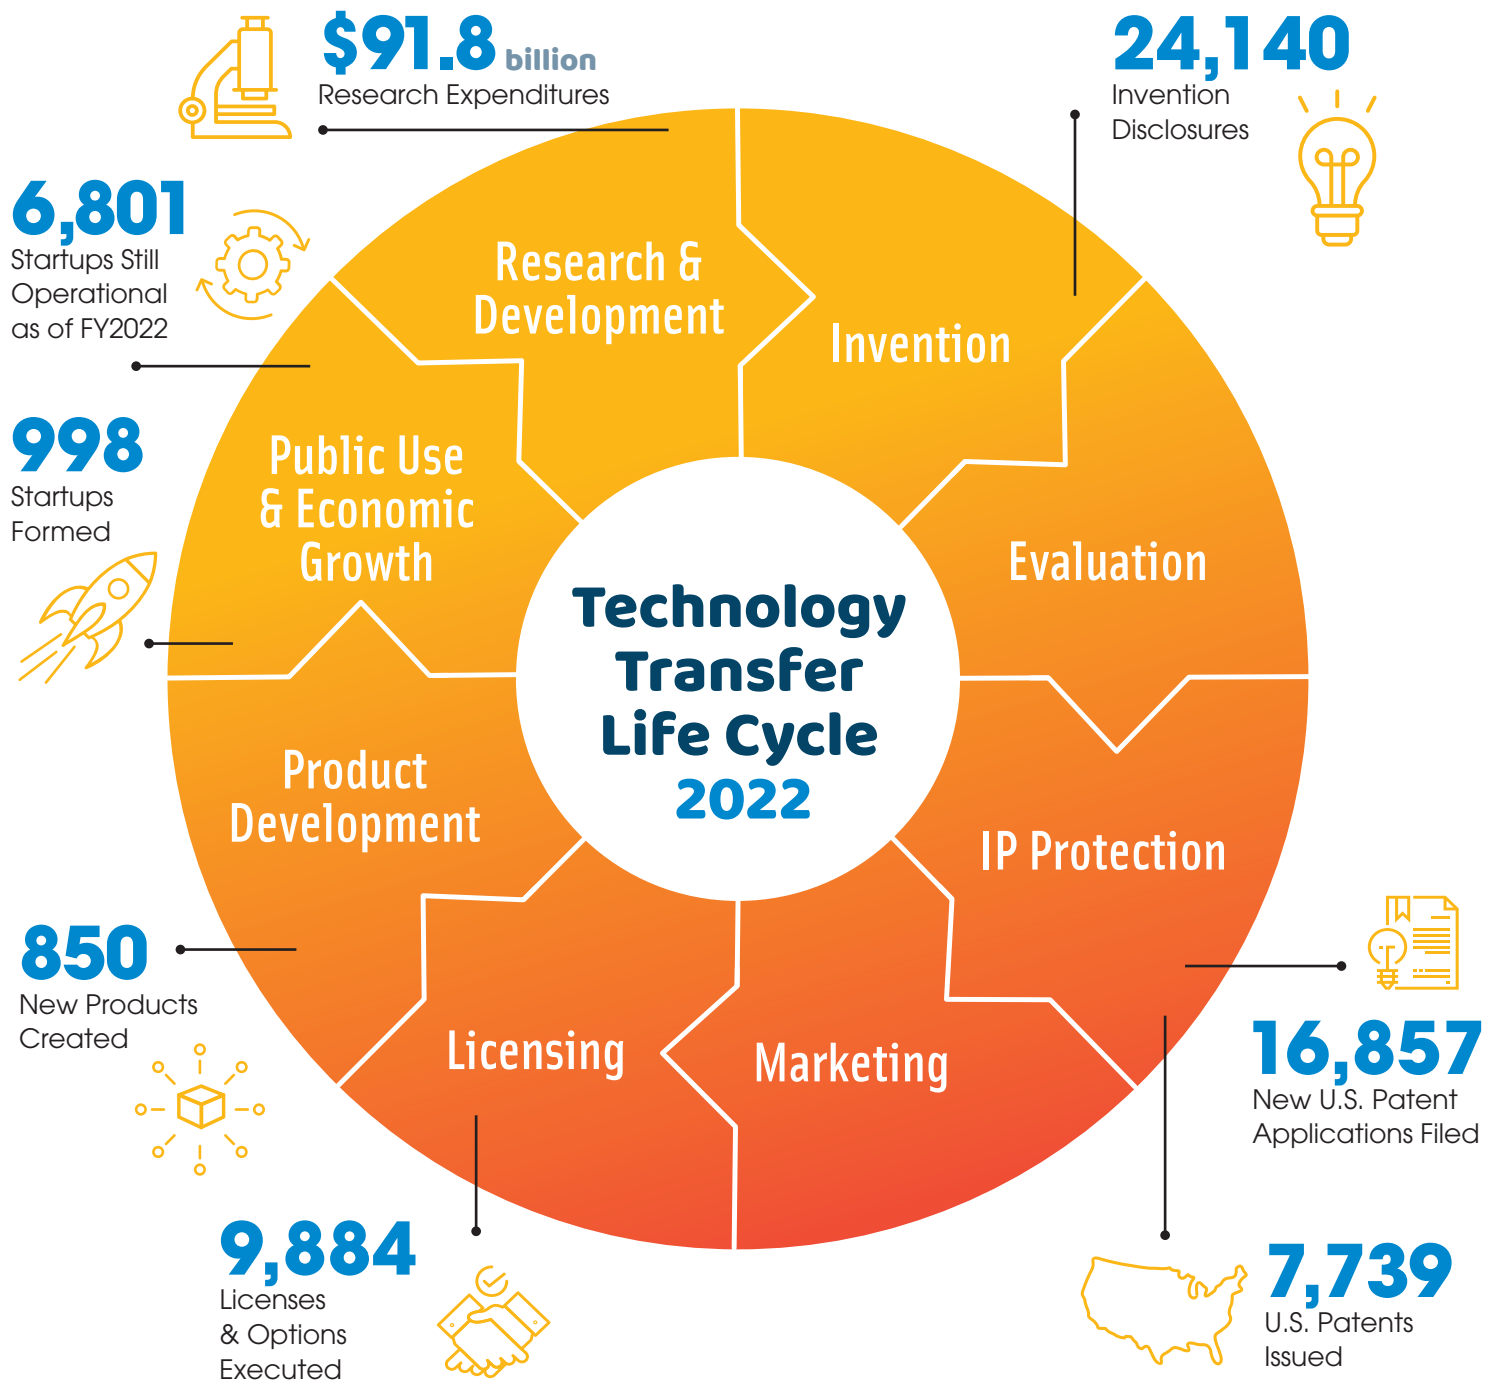 $91.8 billion
Research Expenditures
24,140
Invention
Disclosures
6,801
Startups Still
Operational
as of FY2022
998
Startups
Formed
Research &
Development
Invention
Public Use
& Economic
Growth
Evaluation
Technology
Transfer
Life Cycle
2022
Product
Development
IP Protection
Licensing
Marketing
850
New Products
Created
16,857
New U.S. Patent
Applications Filed
9,884
Licenses
& Options
Executed
7,739
U.S. Patents
Issued